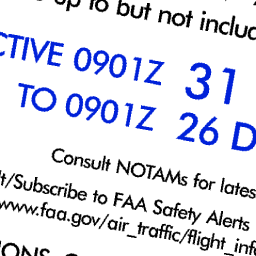 up to but not inclu
CTIVE 0901Z 31
TO 0901Z 26 D
Consult NOTAMs for lates
t/Subscribe to FAA Safety Alerts
www.faa.gov/air_traffic/flight_inf
IONS